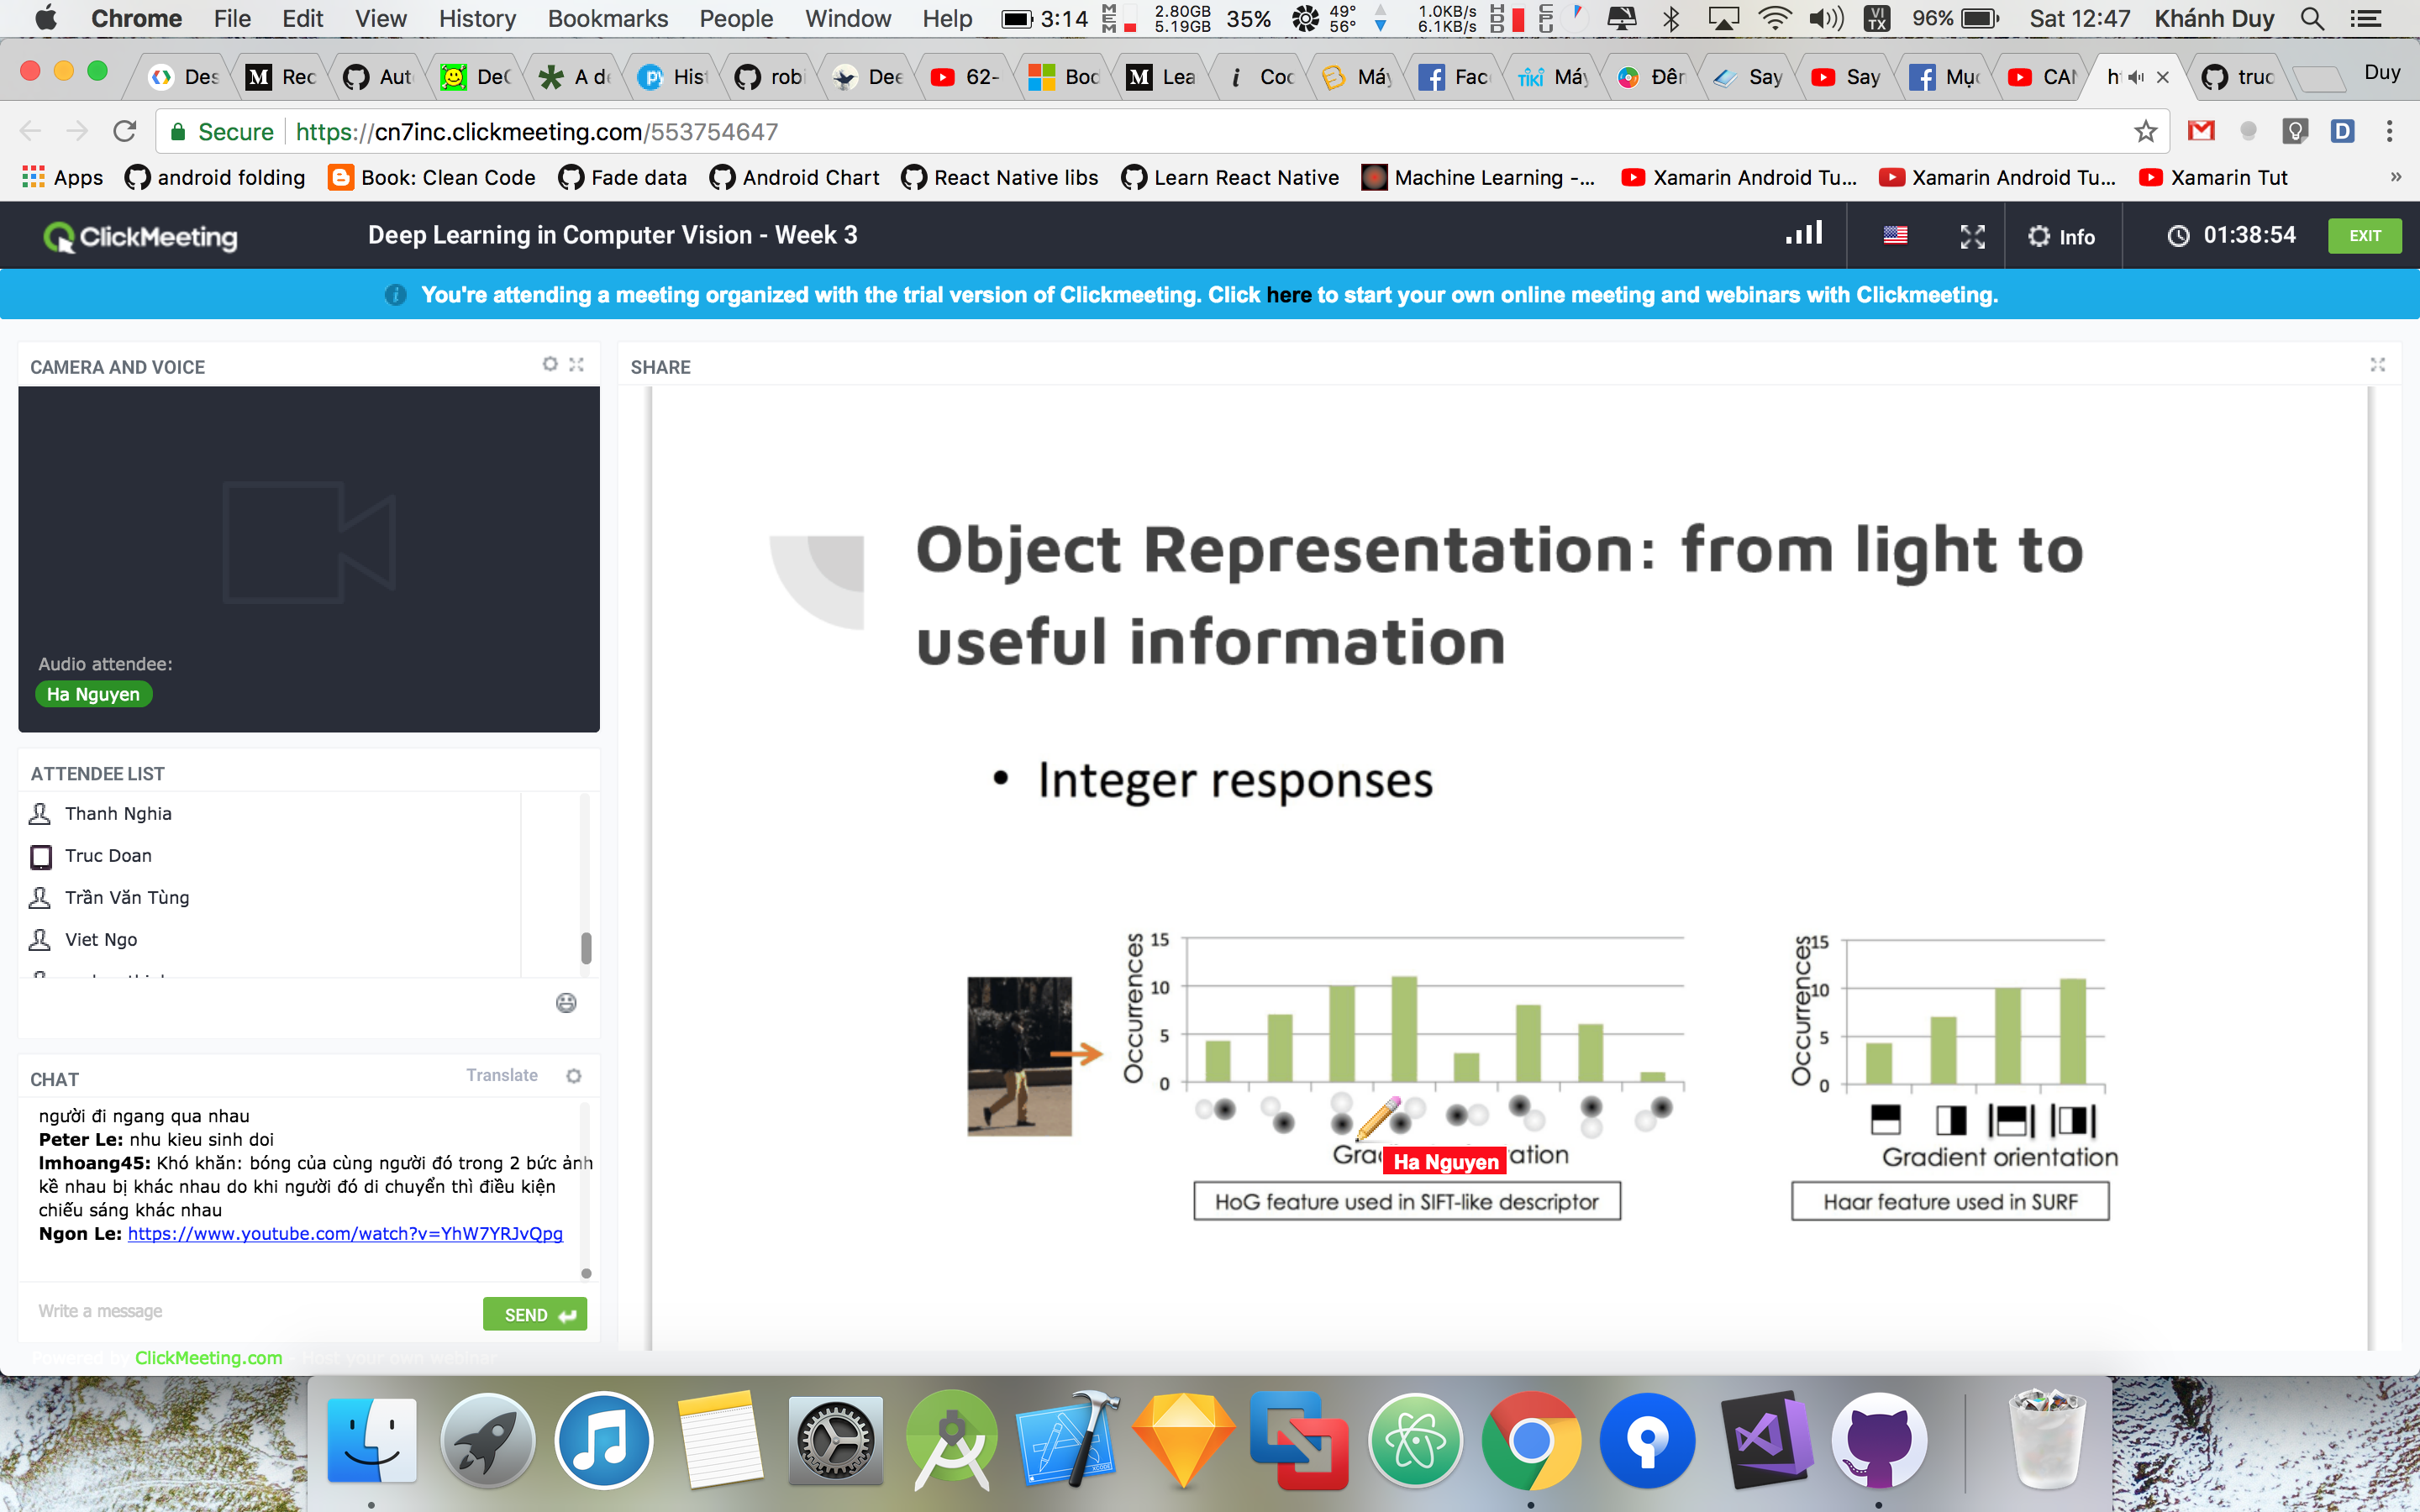 Chrome File Edit View History Bookmarks People Window Help 3:14 MEM 2.80GB 5.19GB 35% 49° 56° 1.0KB/s 6.1KB/s HDD CPU VI TX 96% Sat 12:47 Khánh Duy
Des Rec Aut DeC A de Hist robi Dee 62- Boo Lea Coc Máy Fac Máy Đên Say Say Mục CAN truc Duy
Secure https://cn7inc.clickmeeting.com/553754647
Apps android folding Book: Clean Code Fade data Android Chart React Native libs Learn React Native Machine Learning -... Xamarin Android Tu... Xamarin Android Tu... Xamarin Tut »
ClickMeeting Deep Learning in Computer Vision - Week 3 Info 01:38:54 EXIT
You're attending a meeting organized with the trial version of Clickmeeting. Click here to start your own online meeting and webinars with Clickmeeting.
CAMERA AND VOICE
Audio attendee:
Ha Nguyen
ATTENDEE LIST
Thanh Nghia
Truc Doan
Trần Văn Tùng
Viet Ngo
CHAT Translate
người đi ngang qua nhau
Peter Le: nhu kieu sinh doi
lmhoang45: Khó khăn: bóng của cùng người đó trong 2 bức ảnh
kề nhau bị khác nhau do khi người đó di chuyển thì điều kiện
chiếu sáng khác nhau
Ngon Le: https://www.youtube.com/watch?v=YhW7YRJvQpg
Write a message SEND
Powered by ClickMeeting.com
SHARE
Object Representation: from light to
useful information
• Integer responses
Occurrences
15
10
5
0
Ha Nguyen
HoG feature used in SIFT-like descriptor
Occurrences
15
10
5
0
Gradient orientation
Haar feature used in SURF